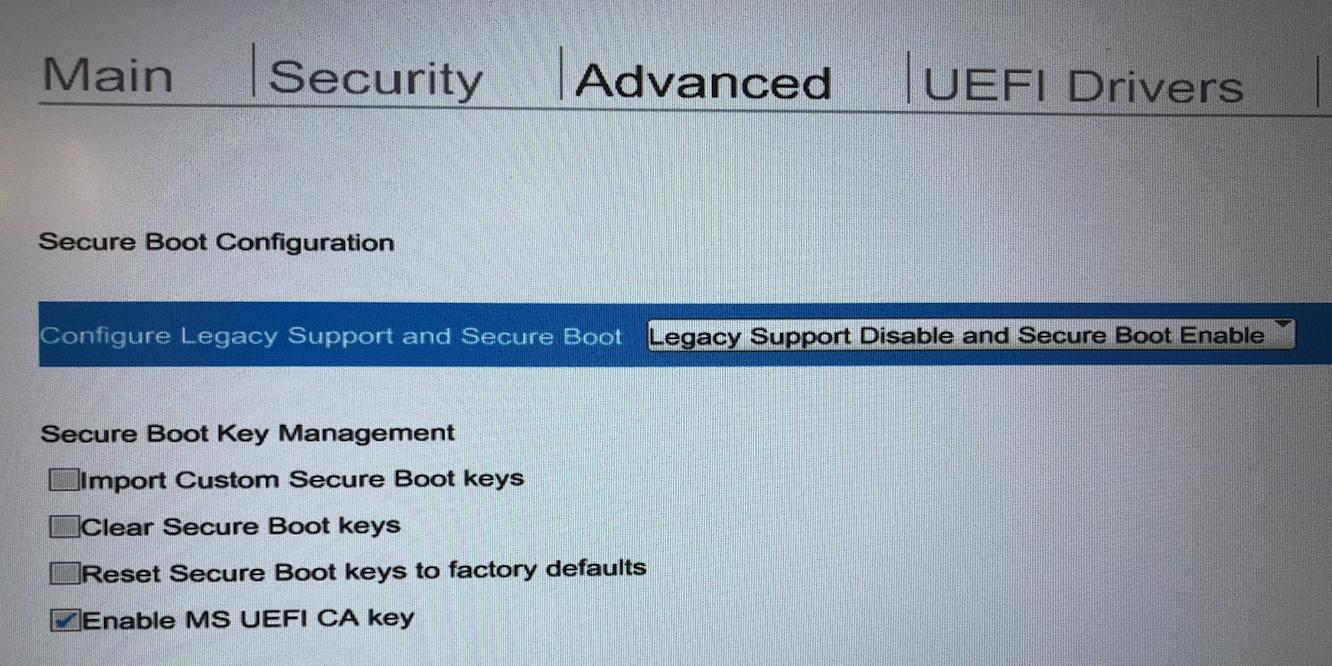 Main Security Advanced UEFI Drivers
Secure Boot Configuration
Configure Legacy Support and Secure Boot Legacy Support Disable and Secure Boot Enable
Secure Boot Key Management
Import Custom Secure Boot keys
Clear Secure Boot keys
Reset Secure Boot keys to factory defaults
Enable MS UEFI CA key